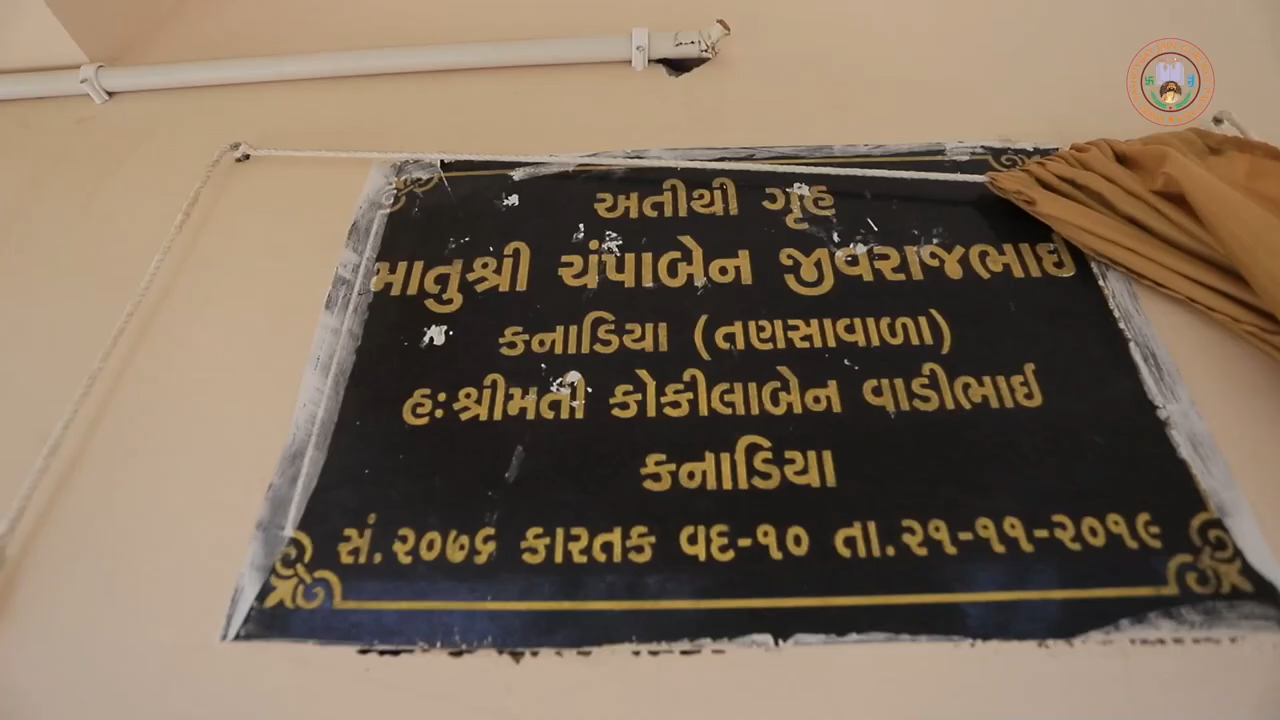 અતીથી ગૃહ
માતુશ્રી ચંપાબેન જીવરાજભાઇ
કનાડિયા (તણસાવાળા)
હઃશ્રીમતી કોકીલાબેન વાડીભાઈ
કનાડિયા
સં.૨૦૭૬ કારતક વદ-૧૦ તા.૨૧-૧૧-૨૦૧૯